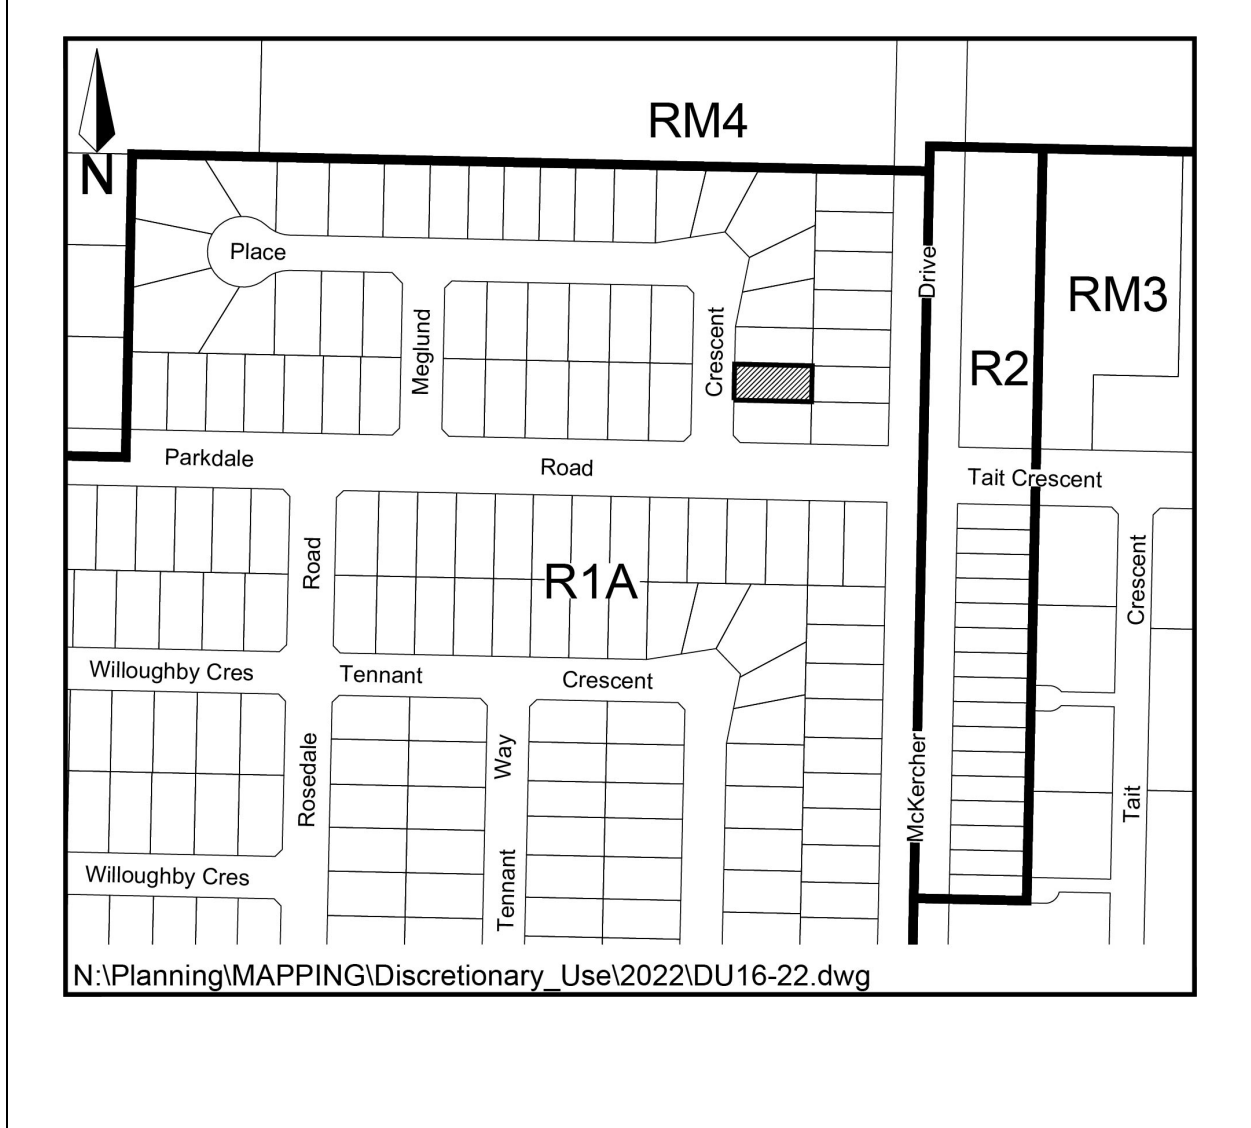 RM4
N
Place
Drive
Meglund
Crescent
RM3
R2
Parkdale
Road
Tait Crescent
Road
R1A
Crescent
Willoughby Cres
Tennant
Crescent
Rosedale
Way
McKercher
Tait
Willoughby Cres
Tennant
N:\Planning\MAPPING\Discretionary_Use\2022\DU16-22.dwg